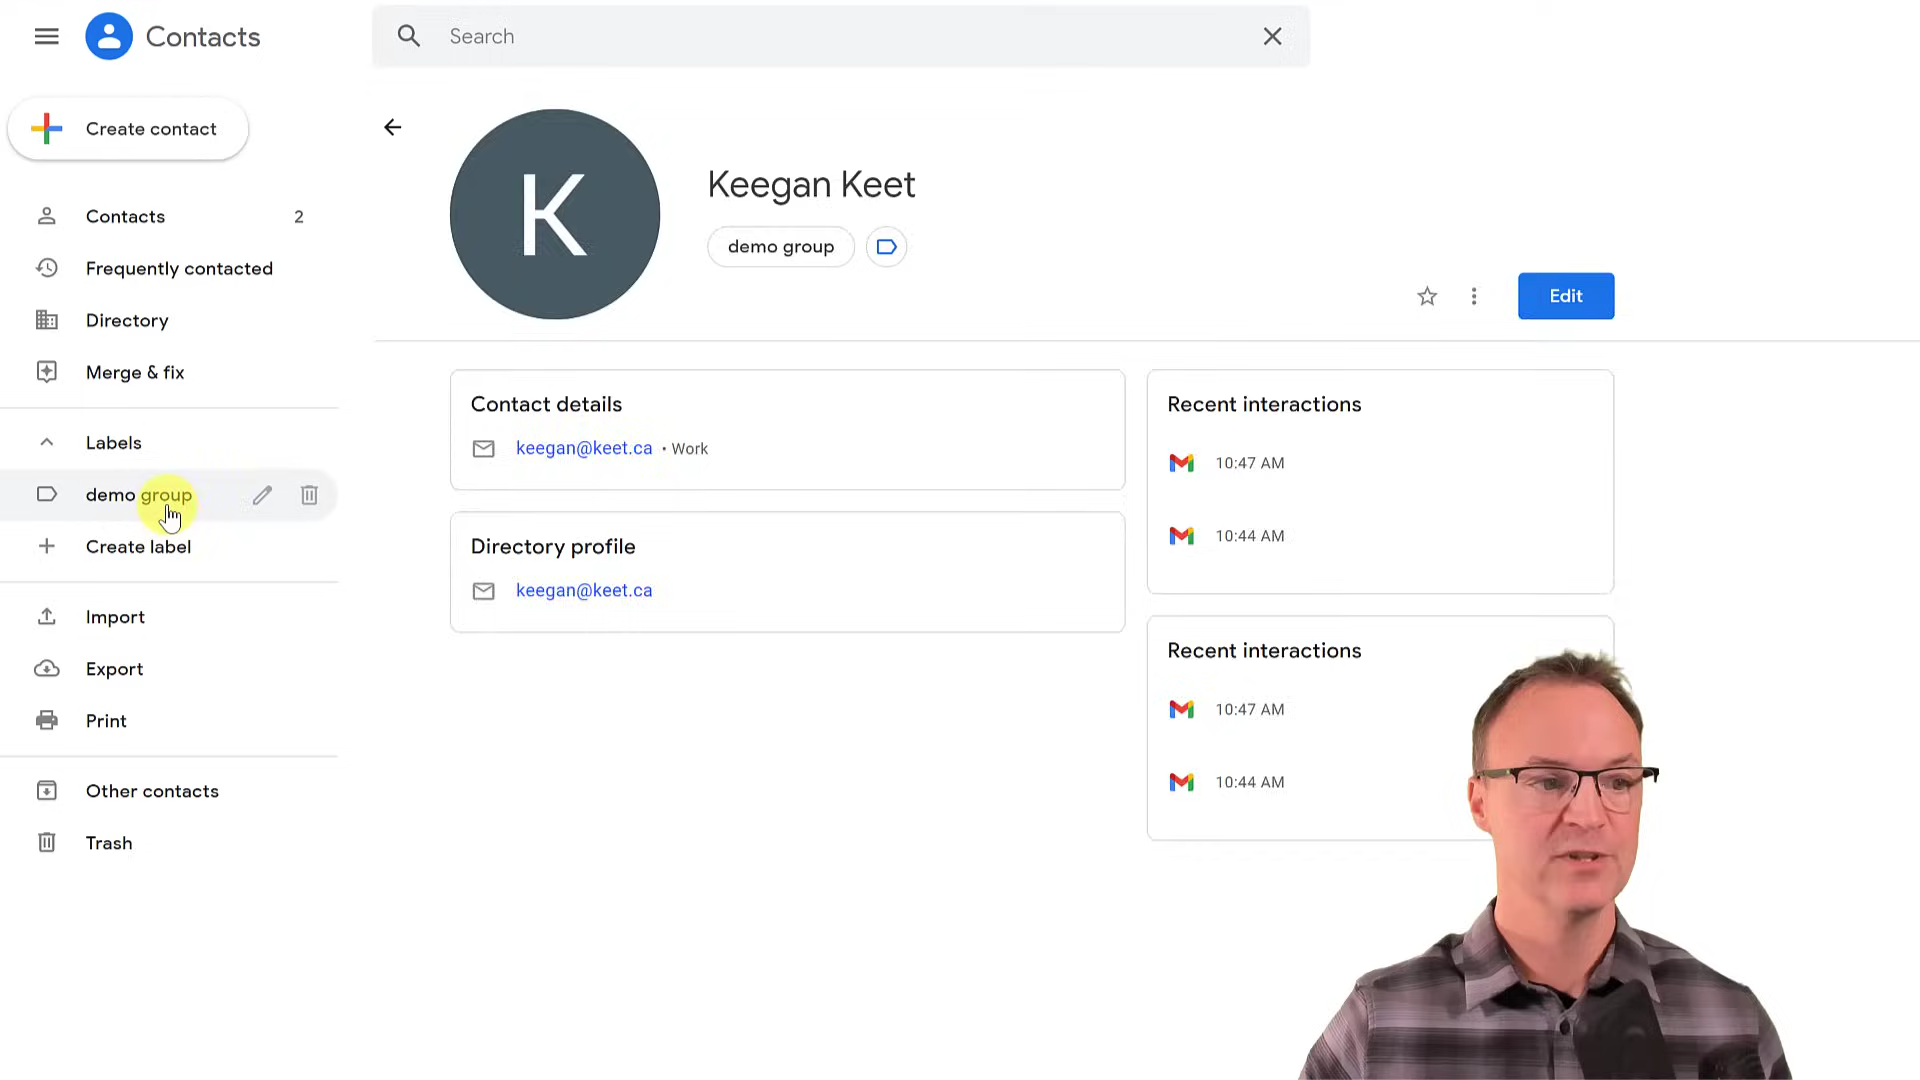 Contacts
Search
Create contact
Contacts 2
Frequently contacted
Directory
Merge & fix
Labels
demo group
Create label
Import
Export
Print
Other contacts
Trash
K
Keegan Keet
demo group
Edit
Contact details
keegan@keet.ca • Work
Directory profile
keegan@keet.ca
Recent interactions
10:47 AM
10:44 AM
Recent interactions
10:47 AM
10:44 AM